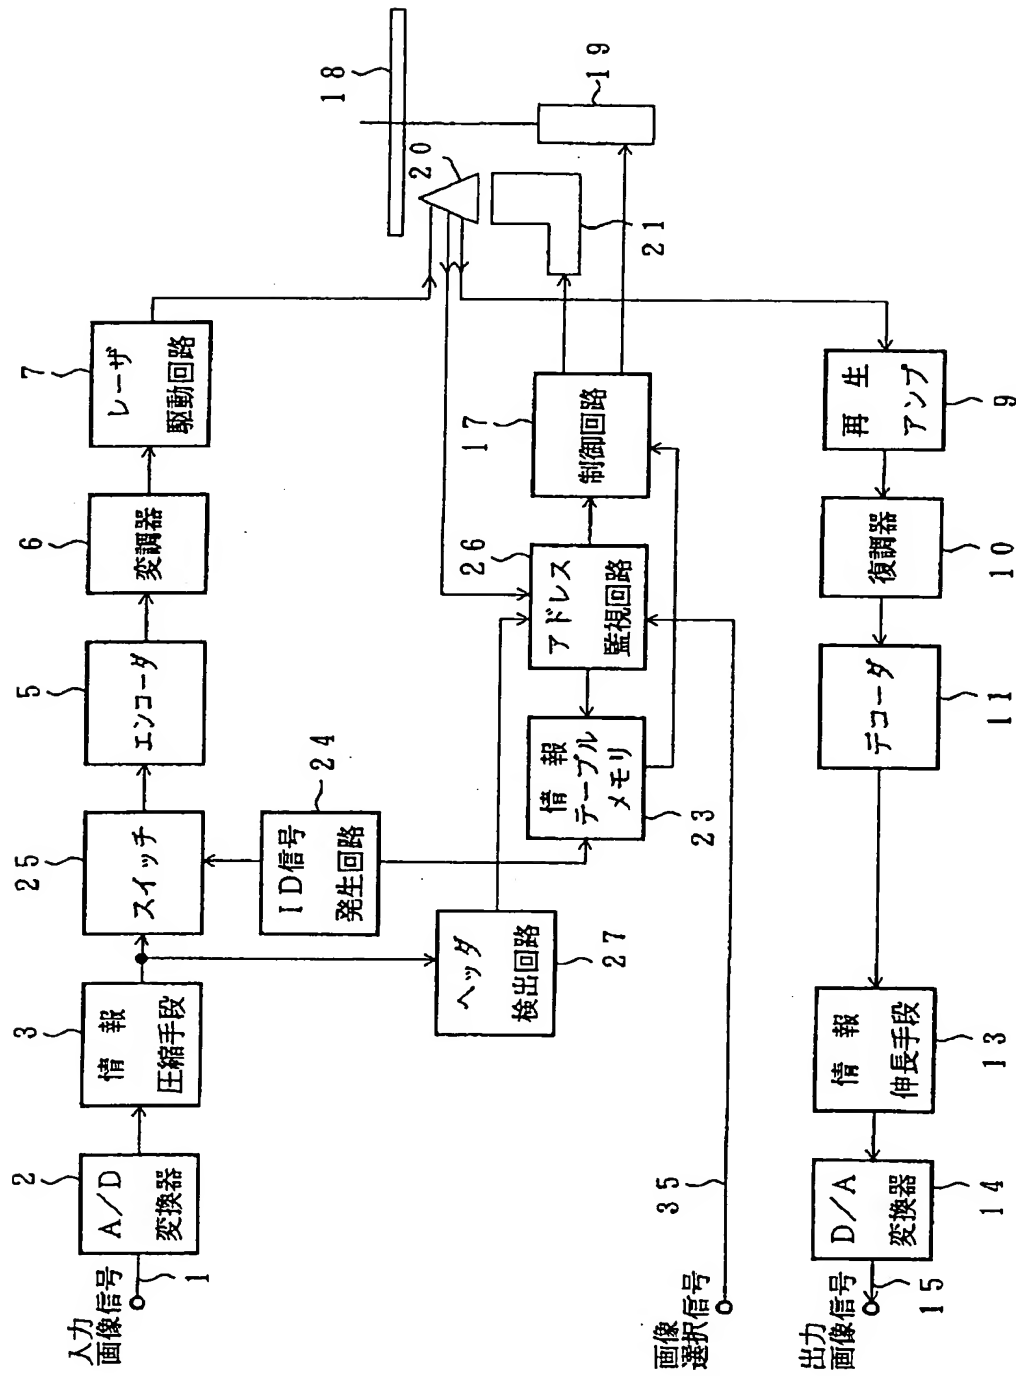 入力
画像信号
1
2
A/D
変換器
3
情報
圧縮手段
25
スイッチ
5
エンコーダ
6
変調器
7
レーザ
駆動回路
24
ID信号
発生回路
ヘッダ
検出回路
27
情報
テーブル
メモリ
23
26
アドレス
監視回路
17
制御回路
18
20
21
19
画像
選択信号
35
出力
画像信号
15
D/A
変換器
14
情報
伸長手段
13
デコーダ
11
復調器
10
再生
アンプ
9